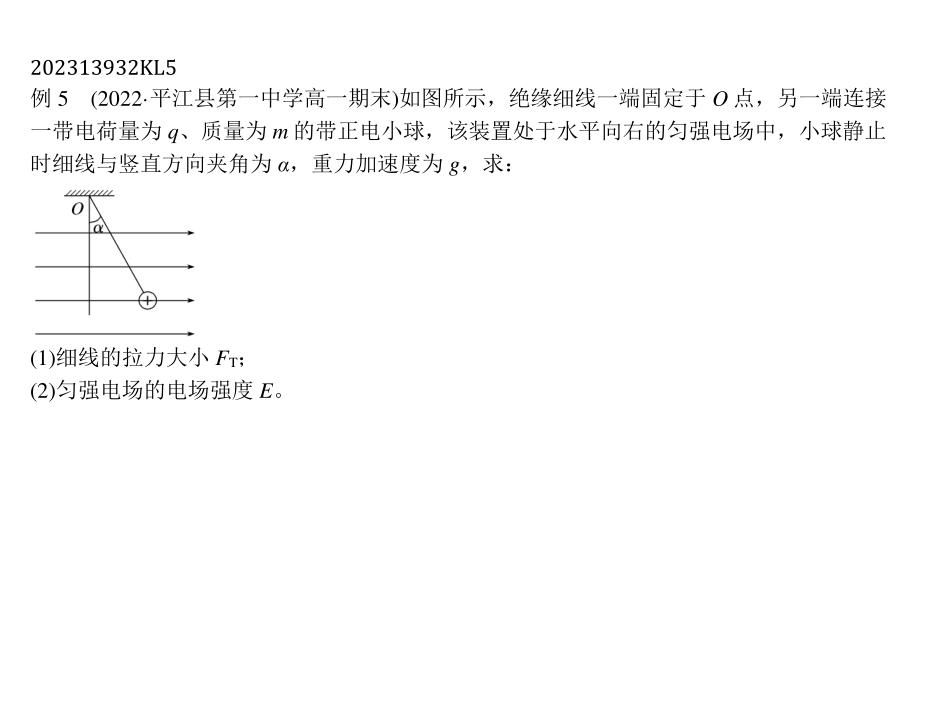 202313932KL5
例 5 (2022·平江县第一中学高一期末)如图所示，绝缘细线一端固定于 O 点，另一端连接
一带电荷量为 q、质量为 m 的带正电小球，该装置处于水平向右的匀强电场中，小球静止
时细线与竖直方向夹角为 α，重力加速度为 g，求：
O
α
+
(1)细线的拉力大小 F_T；
(2)匀强电场的电场强度 E。